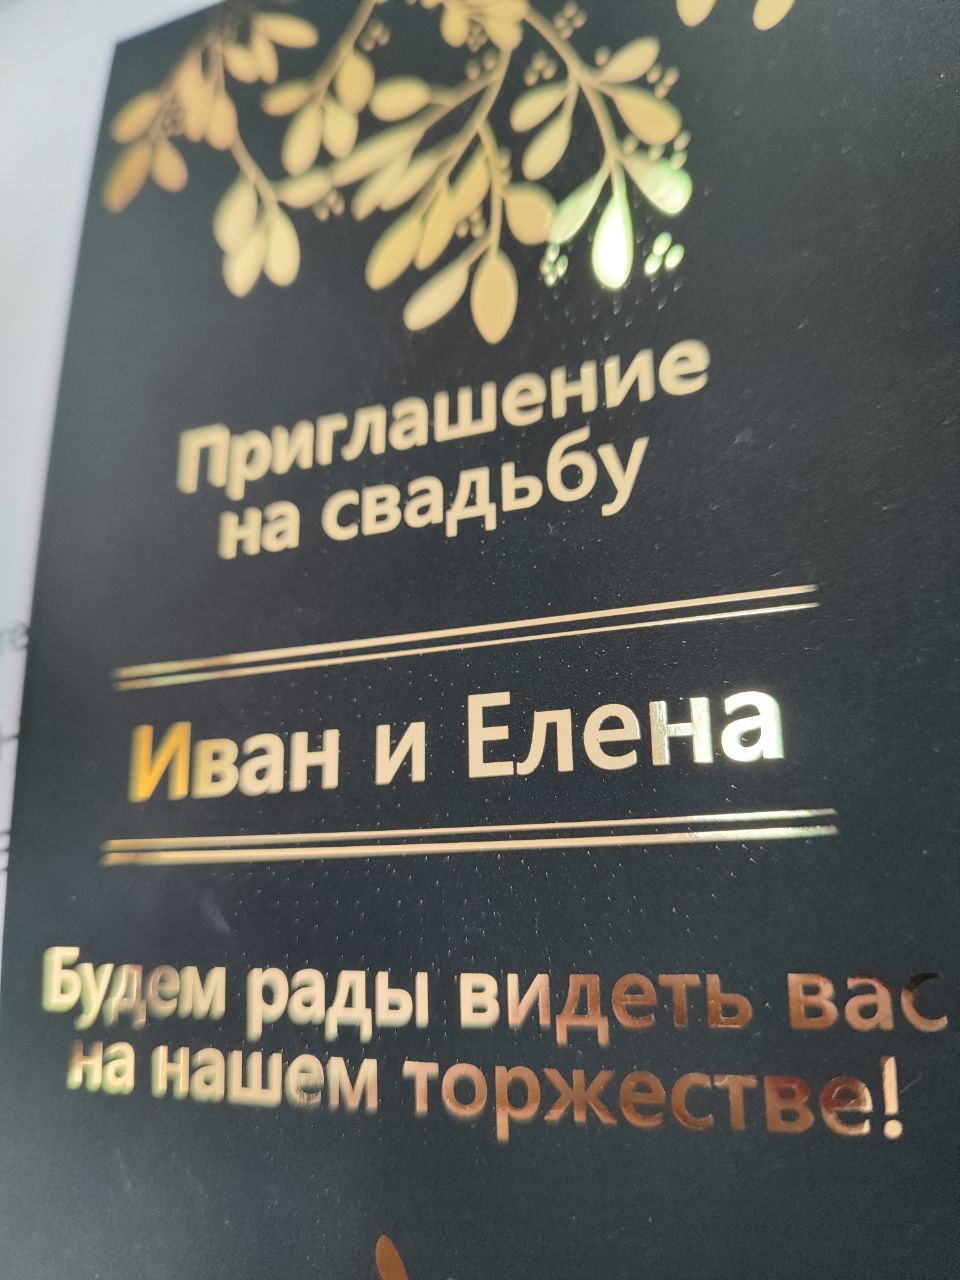 Приглашение
на свадьбу
Иван и Елена
Будем рады видеть вас
на нашем торжестве!